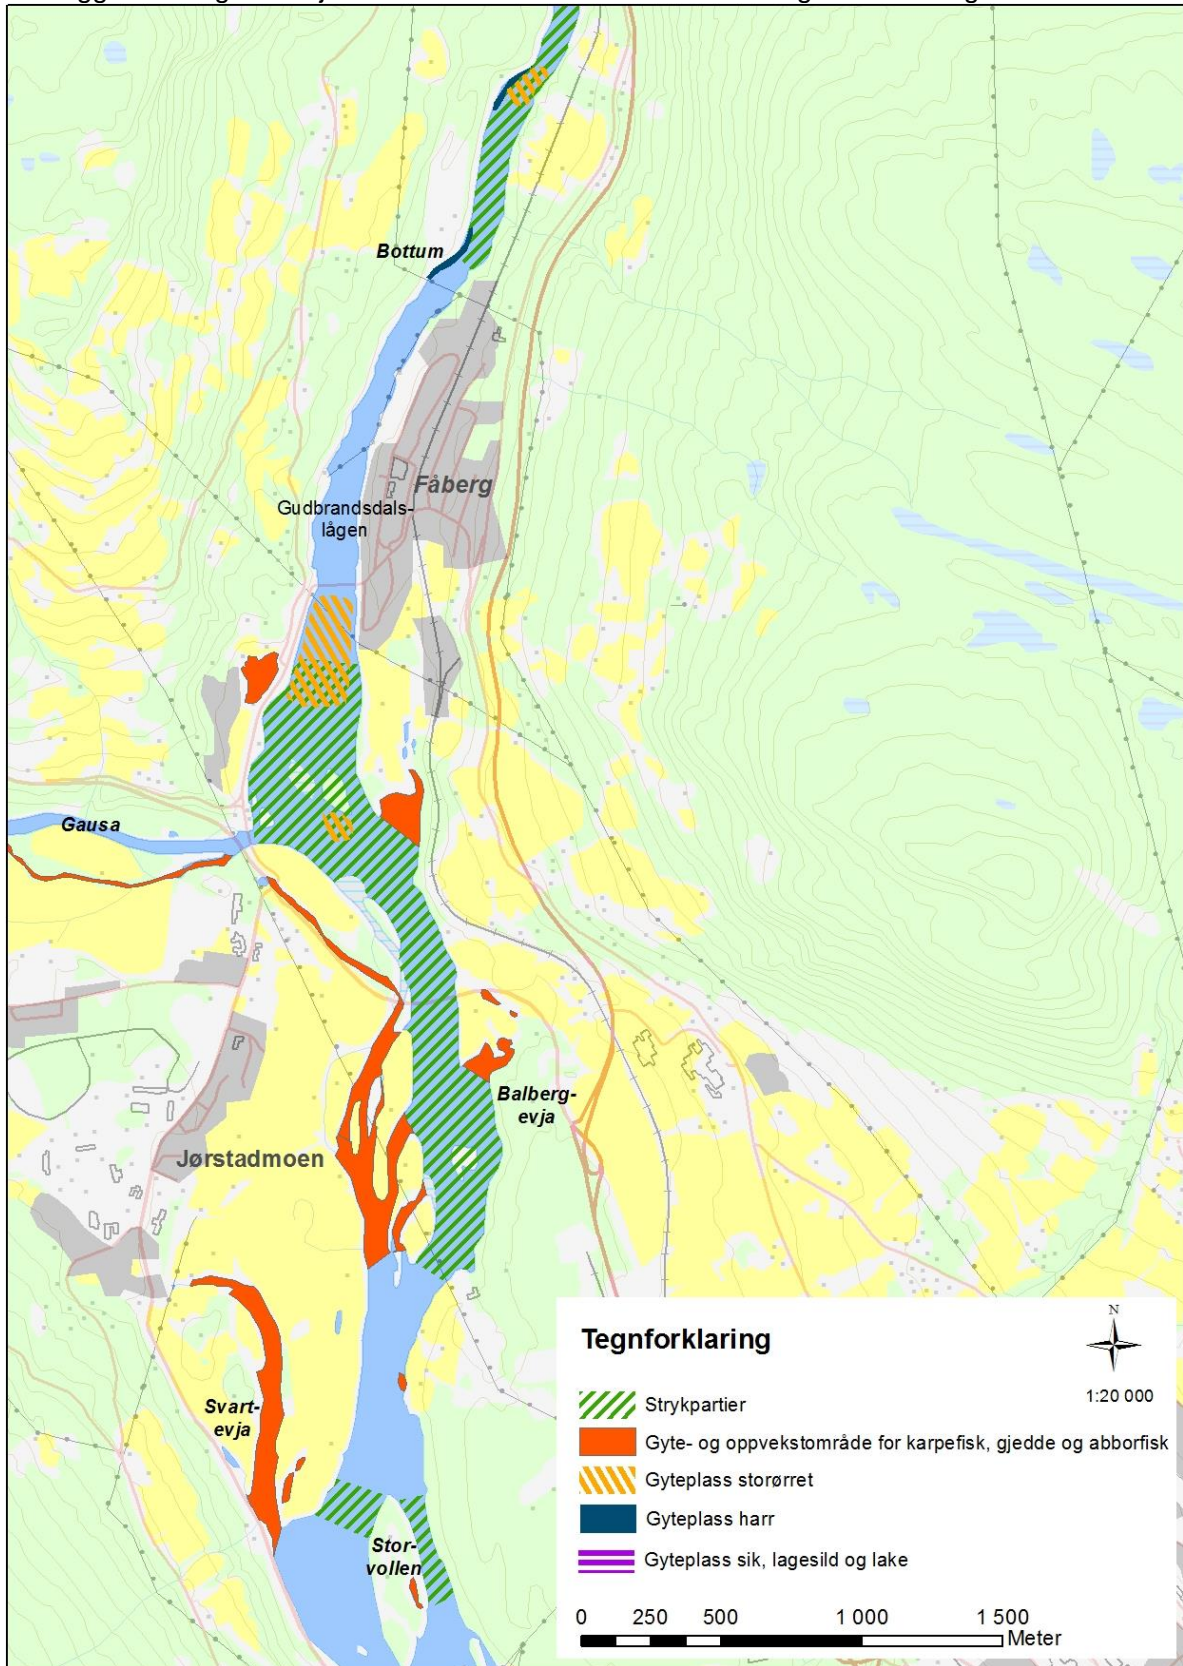 Bottum
Fåberg
Gudbrandsdals-
lågen
Gausa
Balberg-
evja
Jørstadmoen
Svart-
evja
Stor-
vollen
Tegnforklaring
N
1:20 000
Strykpartier
Gyte- og oppvekstområde for karpefisk, gjedde og abborfisk
Gyteplass storørret
Gyteplass harr
Gyteplass sik, lagesild og lake
0 250 500 1 000 1 500
Meter